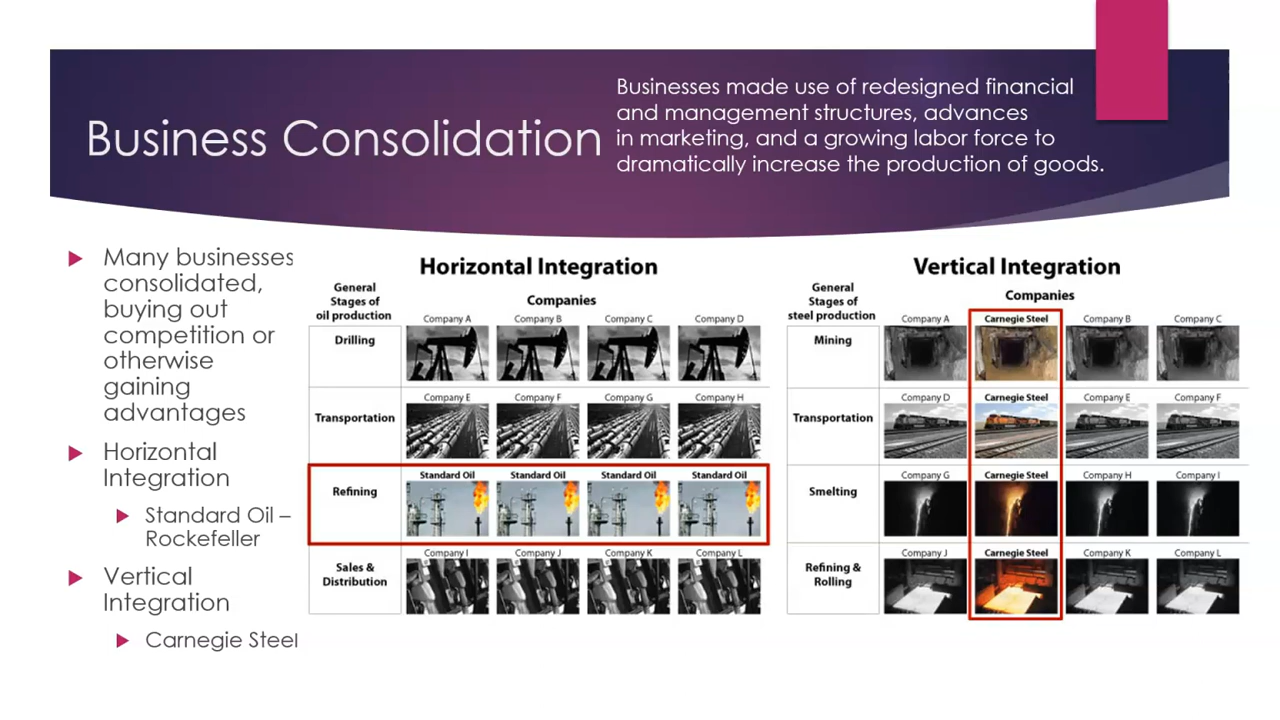 Business Consolidation
Businesses made use of redesigned financial
and management structures, advances
in marketing, and a growing labor force to
dramatically increase the production of goods.
Many businesses
consolidated,
buying out
competition or
otherwise
gaining
advantages
Horizontal
Integration
Standard Oil –
Rockefeller
Vertical
Integration
Carnegie Steel
Horizontal Integration
General
Stages of
oil production
Companies
Company A Company B Company C Company D
Drilling
Company E Company F Company G Company H
Transportation
Standard Oil Standard Oil Standard Oil Standard Oil
Refining
Company I Company J Company K Company L
Sales &
Distribution
Vertical Integration
General
Stages of
steel production
Companies
Company A Carnegie Steel Company B Company C
Mining
Company D Carnegie Steel Company E Company F
Transportation
Company G Carnegie Steel Company H Company I
Smelting
Company J Carnegie Steel Company K Company L
Refining &
Rolling